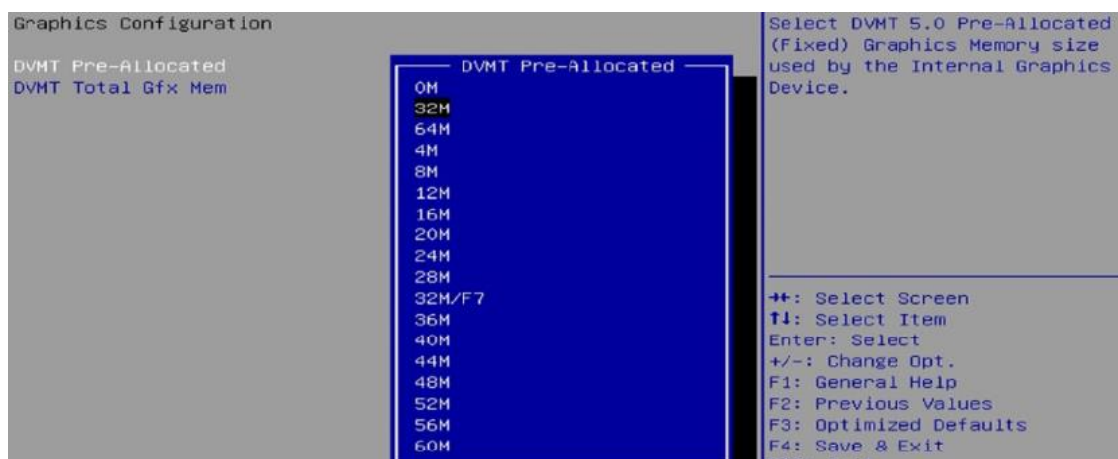 Graphics Configuration
DVMT Pre-Allocated
DVMT Total Gfx Mem
DVMT Pre-Allocated
0M
32M
64M
4M
8M
12M
16M
20M
24M
28M
32M/F7
36M
40M
44M
48M
52M
56M
60M
Select DVMT 5.0 Pre-Allocated
(Fixed) Graphics Memory size
used by the Internal Graphics
Device.
→←: Select Screen
↑↓: Select Item
Enter: Select
+/-: Change Opt.
F1: General Help
F2: Previous Values
F3: Optimized Defaults
F4: Save & Exit